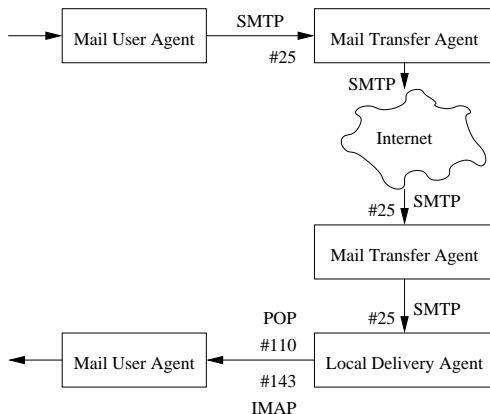 SMTP
Mail User Agent
Mail Transfer Agent
#25
SMTP
Internet
SMTP
#25
Mail Transfer Agent
SMTP
#25
POP
#110
Mail User Agent
Local Delivery Agent
#143
IMAP